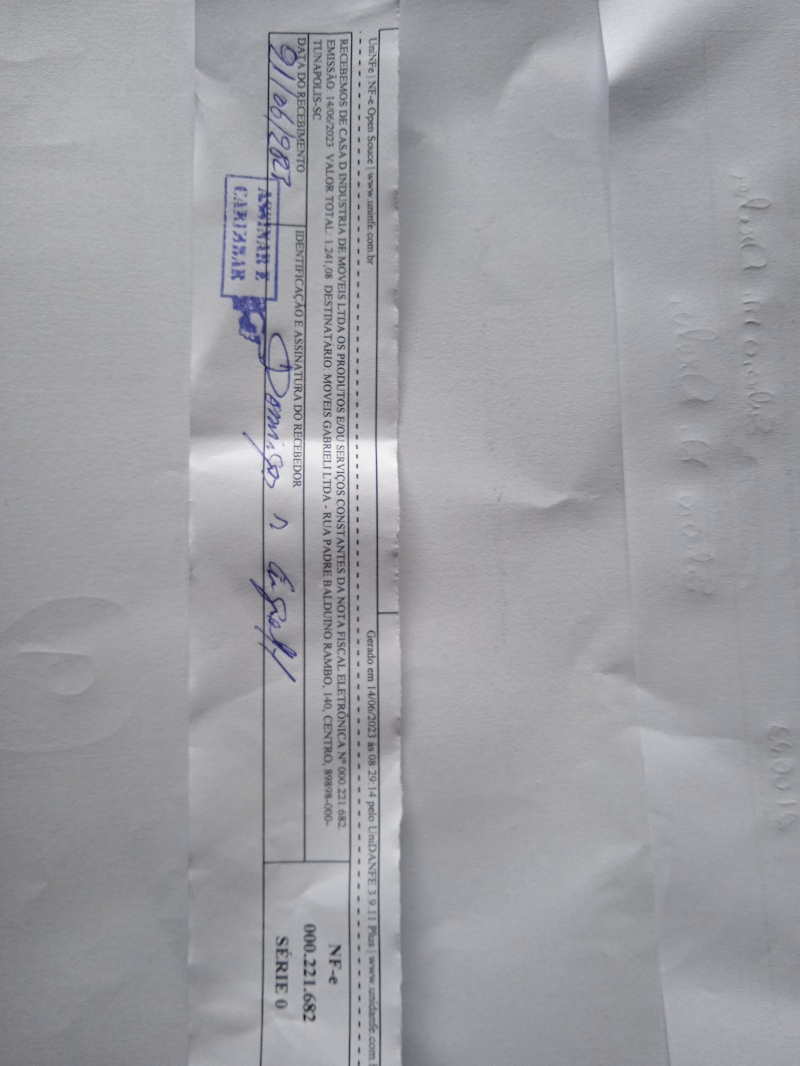 UniNFe | NF-e Open Souce | www.uninfe.com.br
Gerado em 14/06/2023 às 08:29:14 pelo UniDANFE 3.9.11 Plus | www.unidanfe.com.
RECEBEMOS DE CASA D INDUSTRIA DE MOVEIS LTDA OS PRODUTOS E/OU SERVIÇOS CONSTANTES DA NOTA FISCAL ELETRÔNICA Nº 000.221.682
EMISSÃO: 14/06/2023 VALOR TOTAL: 1.241,08 DESTINATARIO: MOVEIS GABRIELI LTDA - RUA PADRE BALDUINO RAMBO, 140, CENTRO, 89898-000-
TUNAPOLIS-SC
DATA DO RECEBIMENTO
IDENTIFICAÇÃO E ASSINATURA DO RECEBEDOR
Domingos
ASSINAR E
CARIMBAR
NF-e
000.221.682
SÉRIE 0